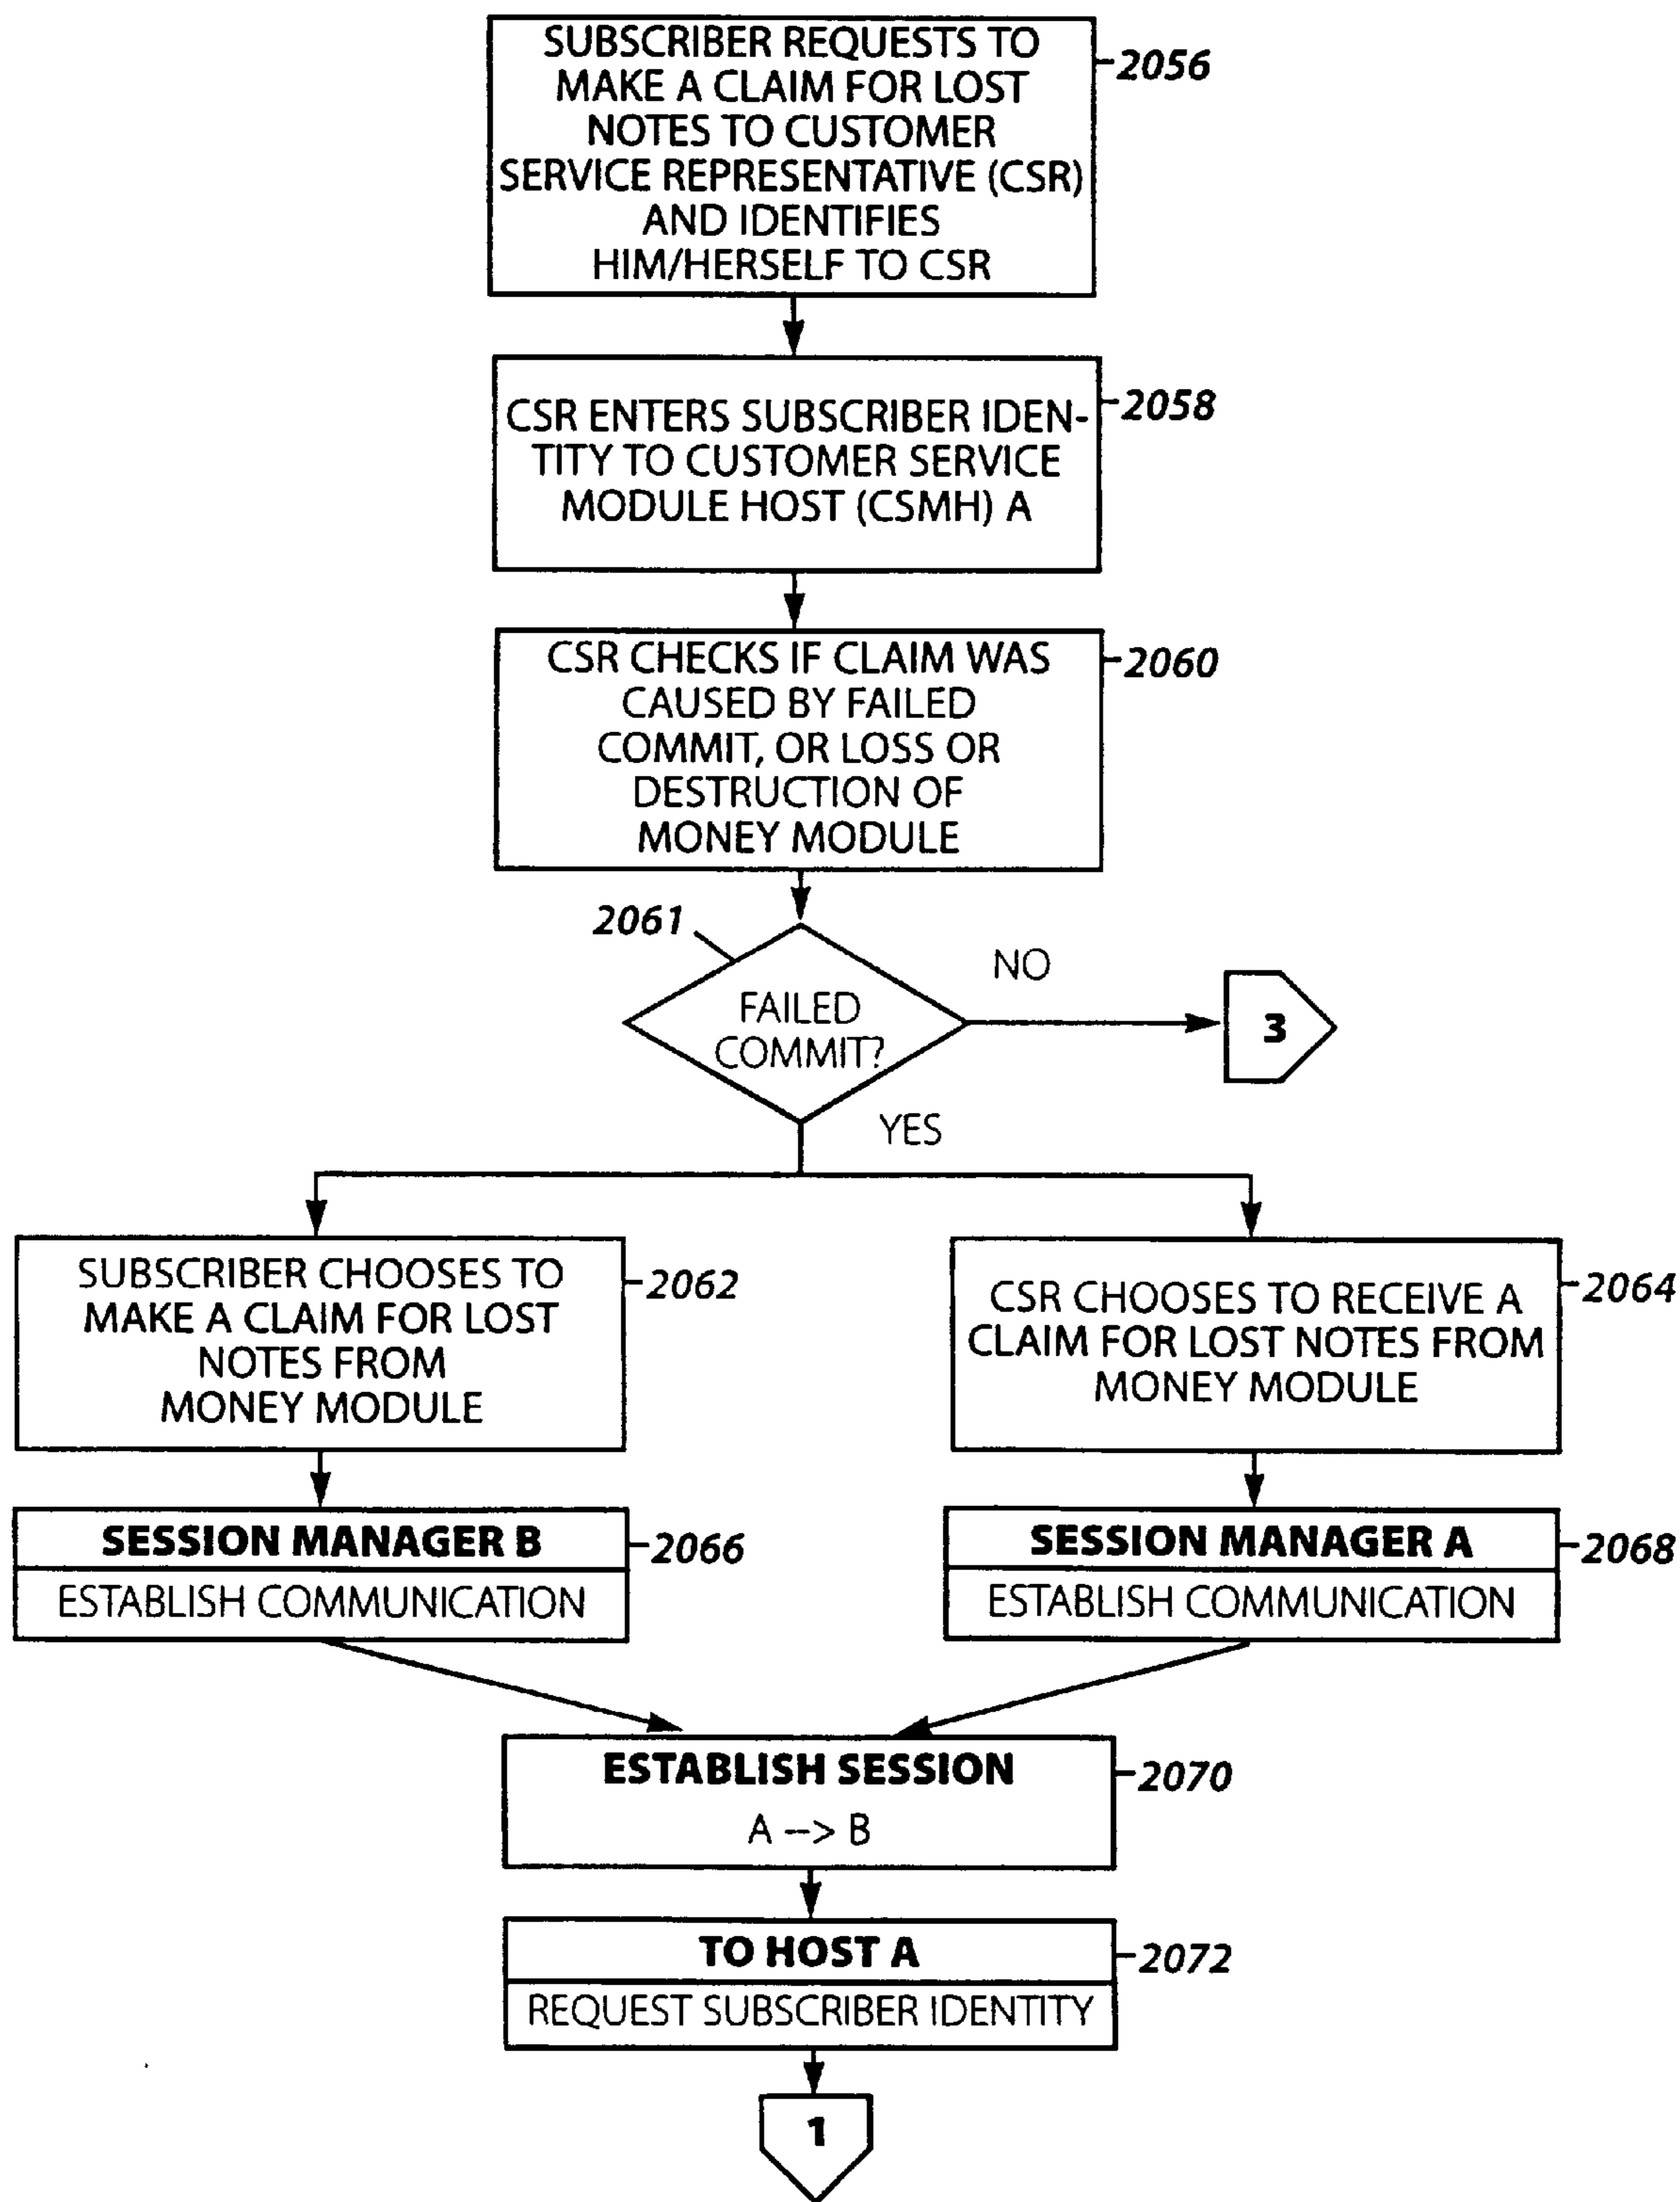 SUBSCRIBER REQUESTS TO
MAKE A CLAIM FOR LOST
NOTES TO CUSTOMER
SERVICE REPRESENTATIVE (CSR)
AND IDENTIFIES
HIM/HERSELF TO CSR
2056
CSR ENTERS SUBSCRIBER IDEN-
TITY TO CUSTOMER SERVICE
MODULE HOST (CSMH) A
2058
CSR CHECKS IF CLAIM WAS
CAUSED BY FAILED
COMMIT, OR LOSS OR
DESTRUCTION OF
MONEY MODULE
2060
2061
FAILED
COMMIT?
NO
3
YES
SUBSCRIBER CHOOSES TO
MAKE A CLAIM FOR LOST
NOTES FROM
MONEY MODULE
2062
CSR CHOOSES TO RECEIVE A
CLAIM FOR LOST NOTES FROM
MONEY MODULE
2064
SESSION MANAGER B
ESTABLISH COMMUNICATION
2066
SESSION MANAGER A
ESTABLISH COMMUNICATION
2068
ESTABLISH SESSION
A --> B
2070
TO HOST A
REQUEST SUBSCRIBER IDENTITY
2072
1